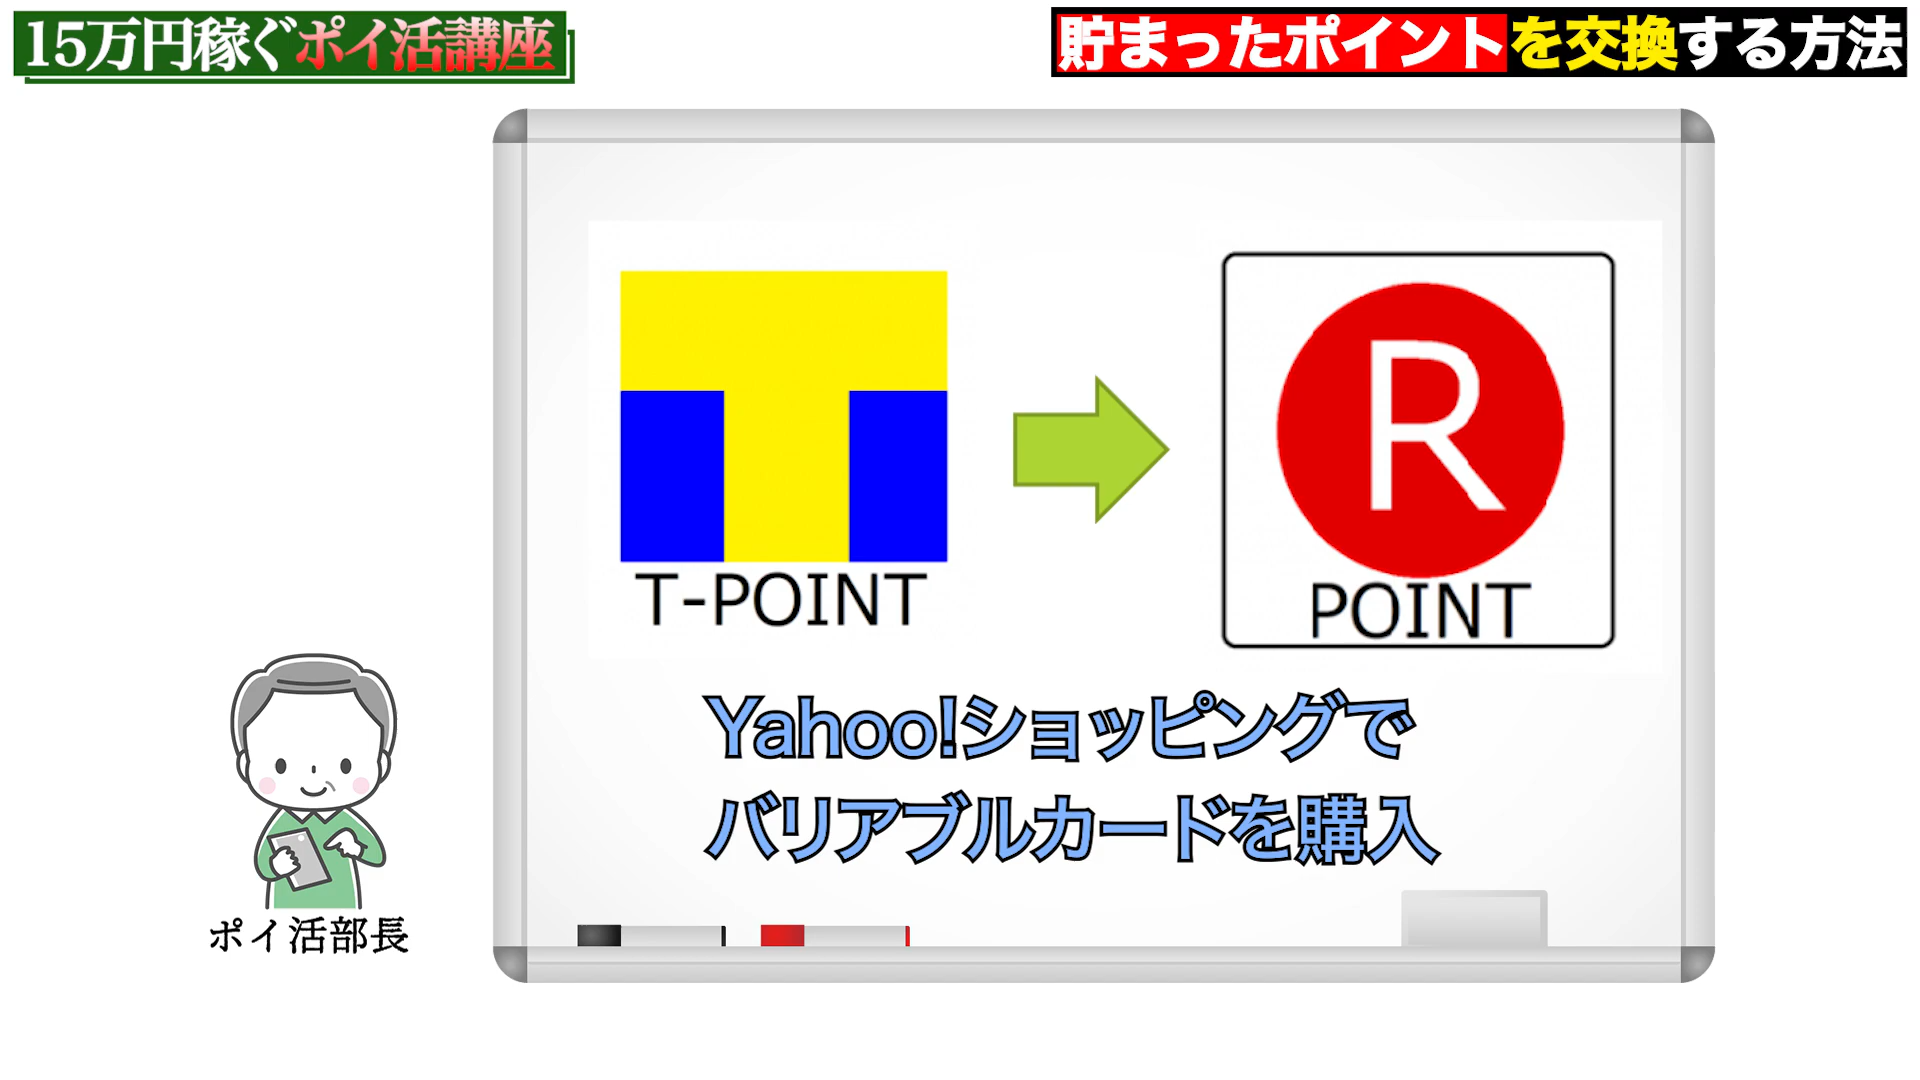 15万円稼ぐポイ活講座
貯まったポイントを交換する方法
T-POINT
R
POINT
Yahoo!ショッピングで
バリアブルカードを購入
ポイ活部長